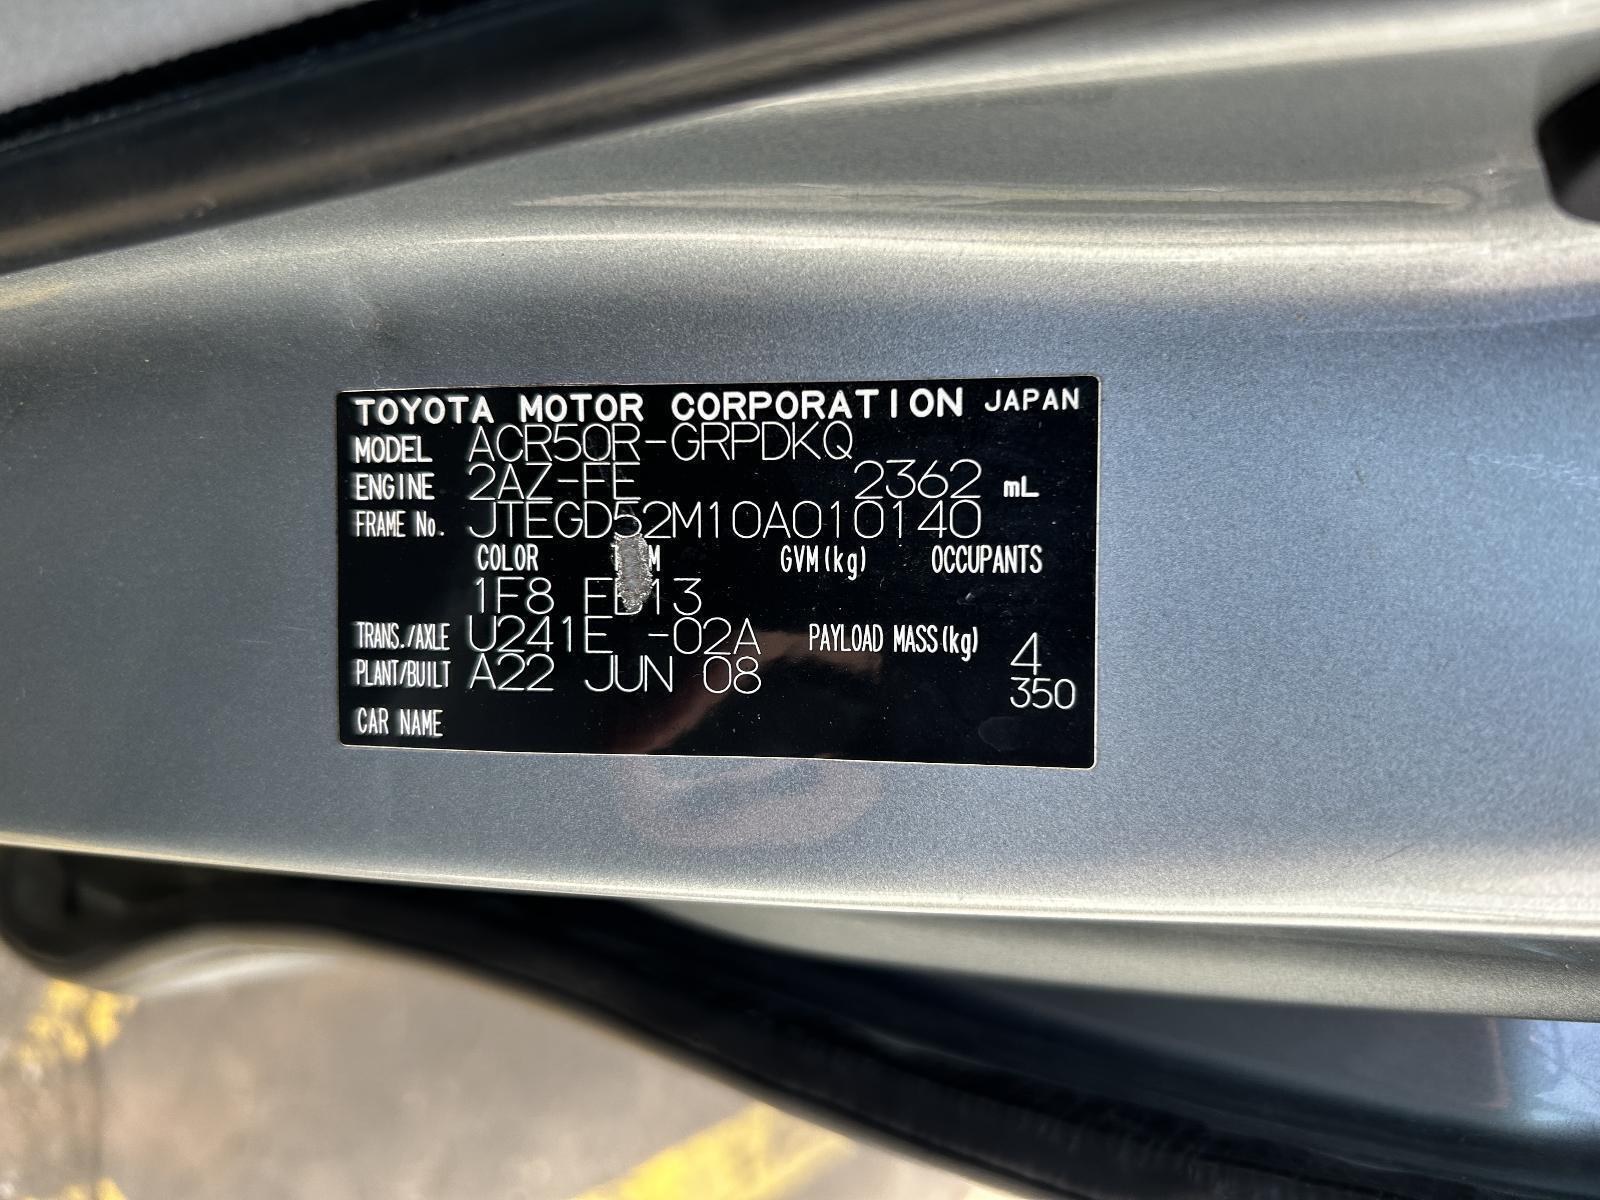 TOYOTA MOTOR CORPORATION JAPAN
MODEL ACR50R-GRPDKQ
ENGINE 2AZ-FE 2362 mL
FRAME No. JTEGD52M10A010140
COLOR GVM(kg) OCCUPANTS
1F8
TRANS./AXLE U241E -02A PAYLOAD MASS(kg) 4
PLANT/BUILT A22 JUN 08 350
CAR NAME